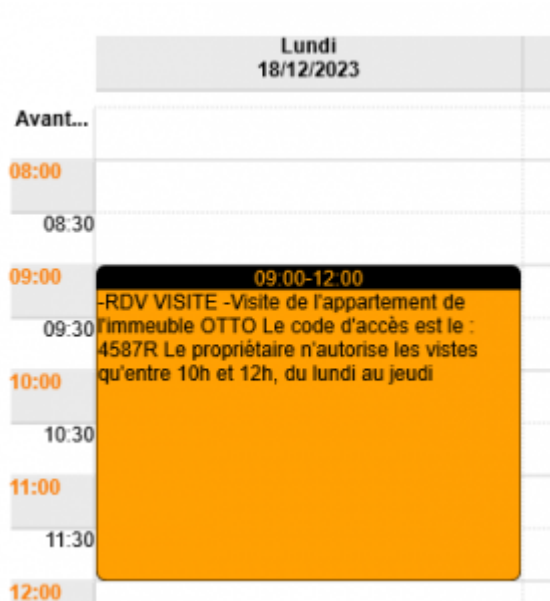 Lundi
18/12/2023
Avant...
08:00
08:30
09:00
09:00-12:00
-RDV VISITE -Visite de l'appartement de
09:30
l'immeuble OTTO Le code d'accès est le :
4587R Le propriétaire n'autorise les vistes
10:00
qu'entre 10h et 12h, du lundi au jeudi
10:30
11:00
11:30
12:00